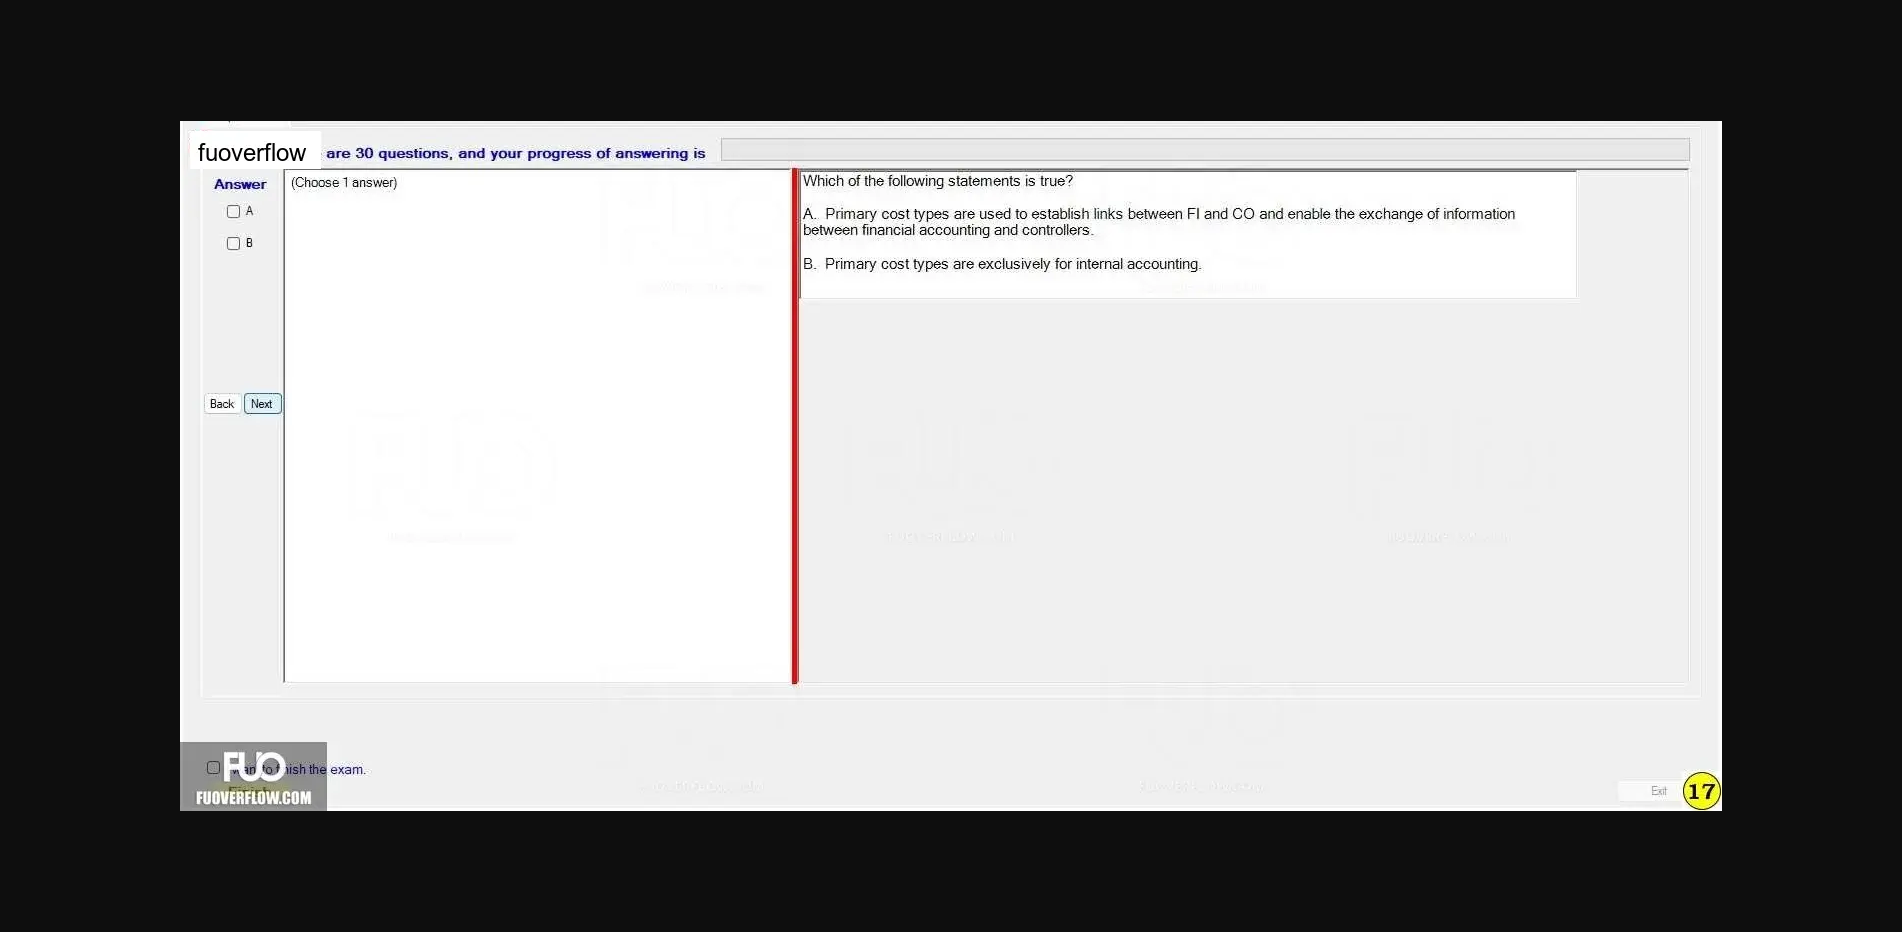 fuoverflow are 30 questions, and your progress of answering is
Answer
(Choose 1 answer)
A
B
Back Next
Which of the following statements is true?
A. Primary cost types are used to establish links between FI and CO and enable the exchange of information
between financial accounting and controllers.
B. Primary cost types are exclusively for internal accounting.
FUO
to finish the exam.
FUOVERFLOW.COM
Exit
17